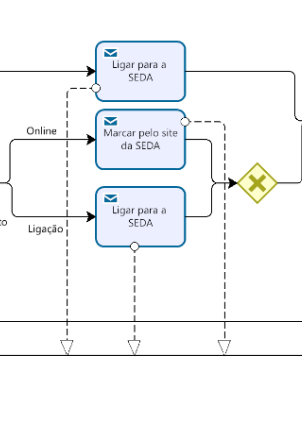 Ligar para a
SEDA
Online
Marcar pelo site
da SEDA
Ligar para a
SEDA
Ligação